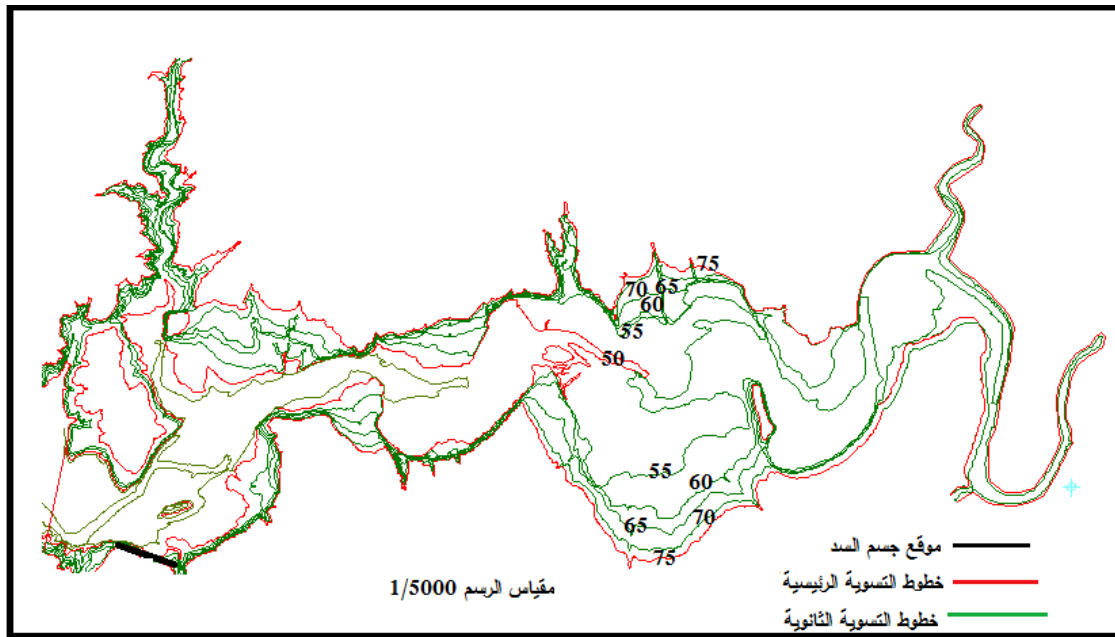 75
70
65
60
55
50
55
60
65
70
75
موقع جسم السد
مقياس الرسم 1/5000
خطوط التسوية الرئيسية
خطوط التسوية الثانوية